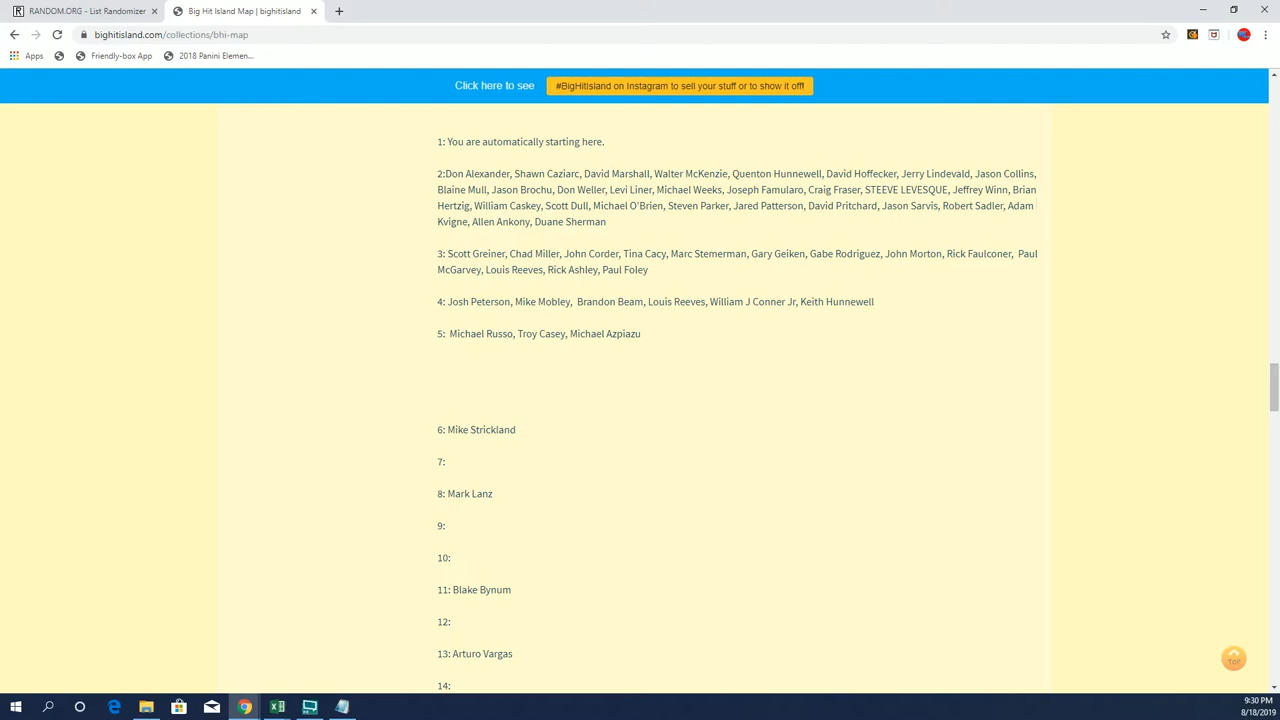 RANDOM.ORG - List Randomizer
Big Hit Island Map | bighitisland
bighitisland.com/collections/bhi-map
Apps
Friendly-box App
2018 Panini Elemen...
Click here to see
#BigHitIsland on Instagram to sell your stuff or to show it off!
1: You are automatically starting here.
2:Don Alexander, Shawn Caziarc, David Marshall, Walter McKenzie, Quenton Hunnewell, David Hoffecker, Jerry Lindevald, Jason Collins,
Blaine Mull, Jason Brochu, Don Weller, Levi Liner, Michael Weeks, Joseph Famularo, Craig Fraser, STEEVE LEVESQUE, Jeffrey Winn, Brian
Hertzig, William Caskey, Scott Dull, Michael O'Brien, Steven Parker, Jared Patterson, David Pritchard, Jason Sarvis, Robert Sadler, Adam
Kvigne, Allen Ankony, Duane Sherman
3: Scott Greiner, Chad Miller, John Corder, Tina Cacy, Marc Stemerman, Gary Geiken, Gabe Rodriguez, John Morton, Rick Faulconer, Paul
McGarvey, Louis Reeves, Rick Ashley, Paul Foley
4: Josh Peterson, Mike Mobley, Brandon Beam, Louis Reeves, William J Conner Jr, Keith Hunnewell
5: Michael Russo, Troy Casey, Michael Azpiazu
6: Mike Strickland
7:
8: Mark Lanz
9:
10:
11: Blake Bynum
12:
13: Arturo Vargas
14:
TOP
9:30 PM
8/18/2019